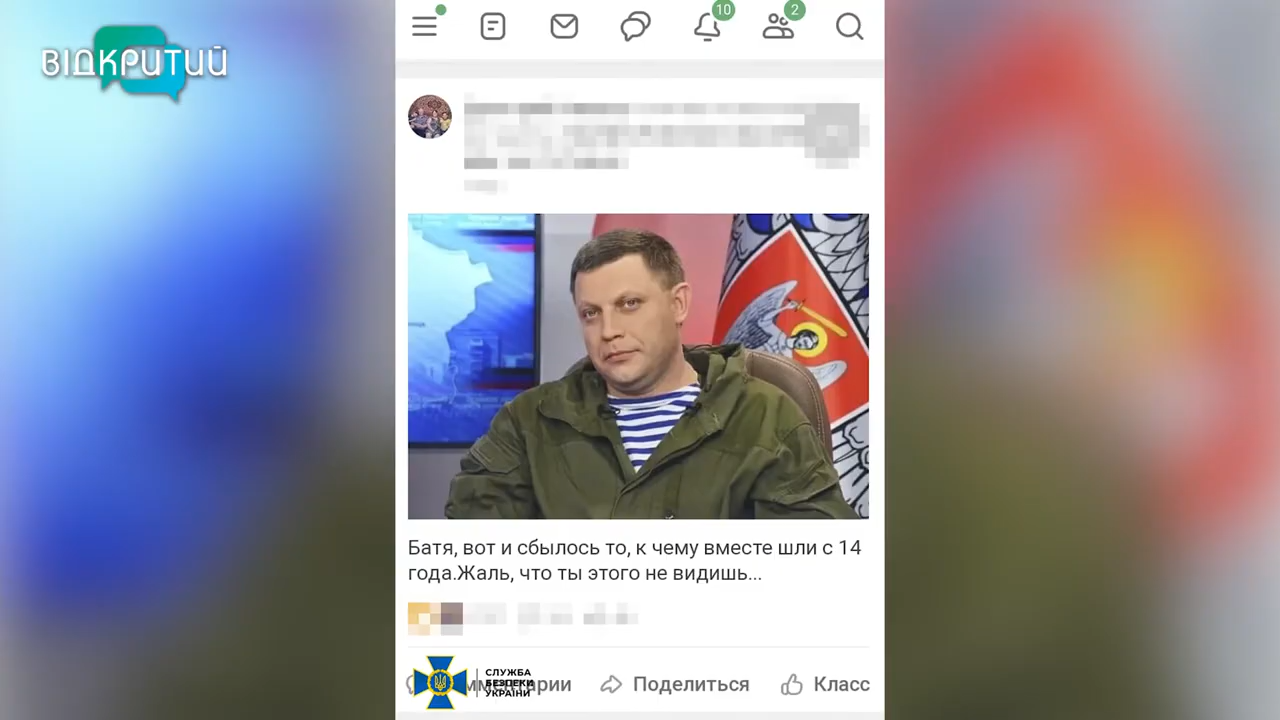 10
2
ВІДКРИТИЙ
Батя, вот и сбылось то, к чему вместе шли с 14
года.Жаль, что ты этого не видишь...
СЛУЖБА
БЕЗПЕКИ
УКРАЇНИ
Поделиться
Класс